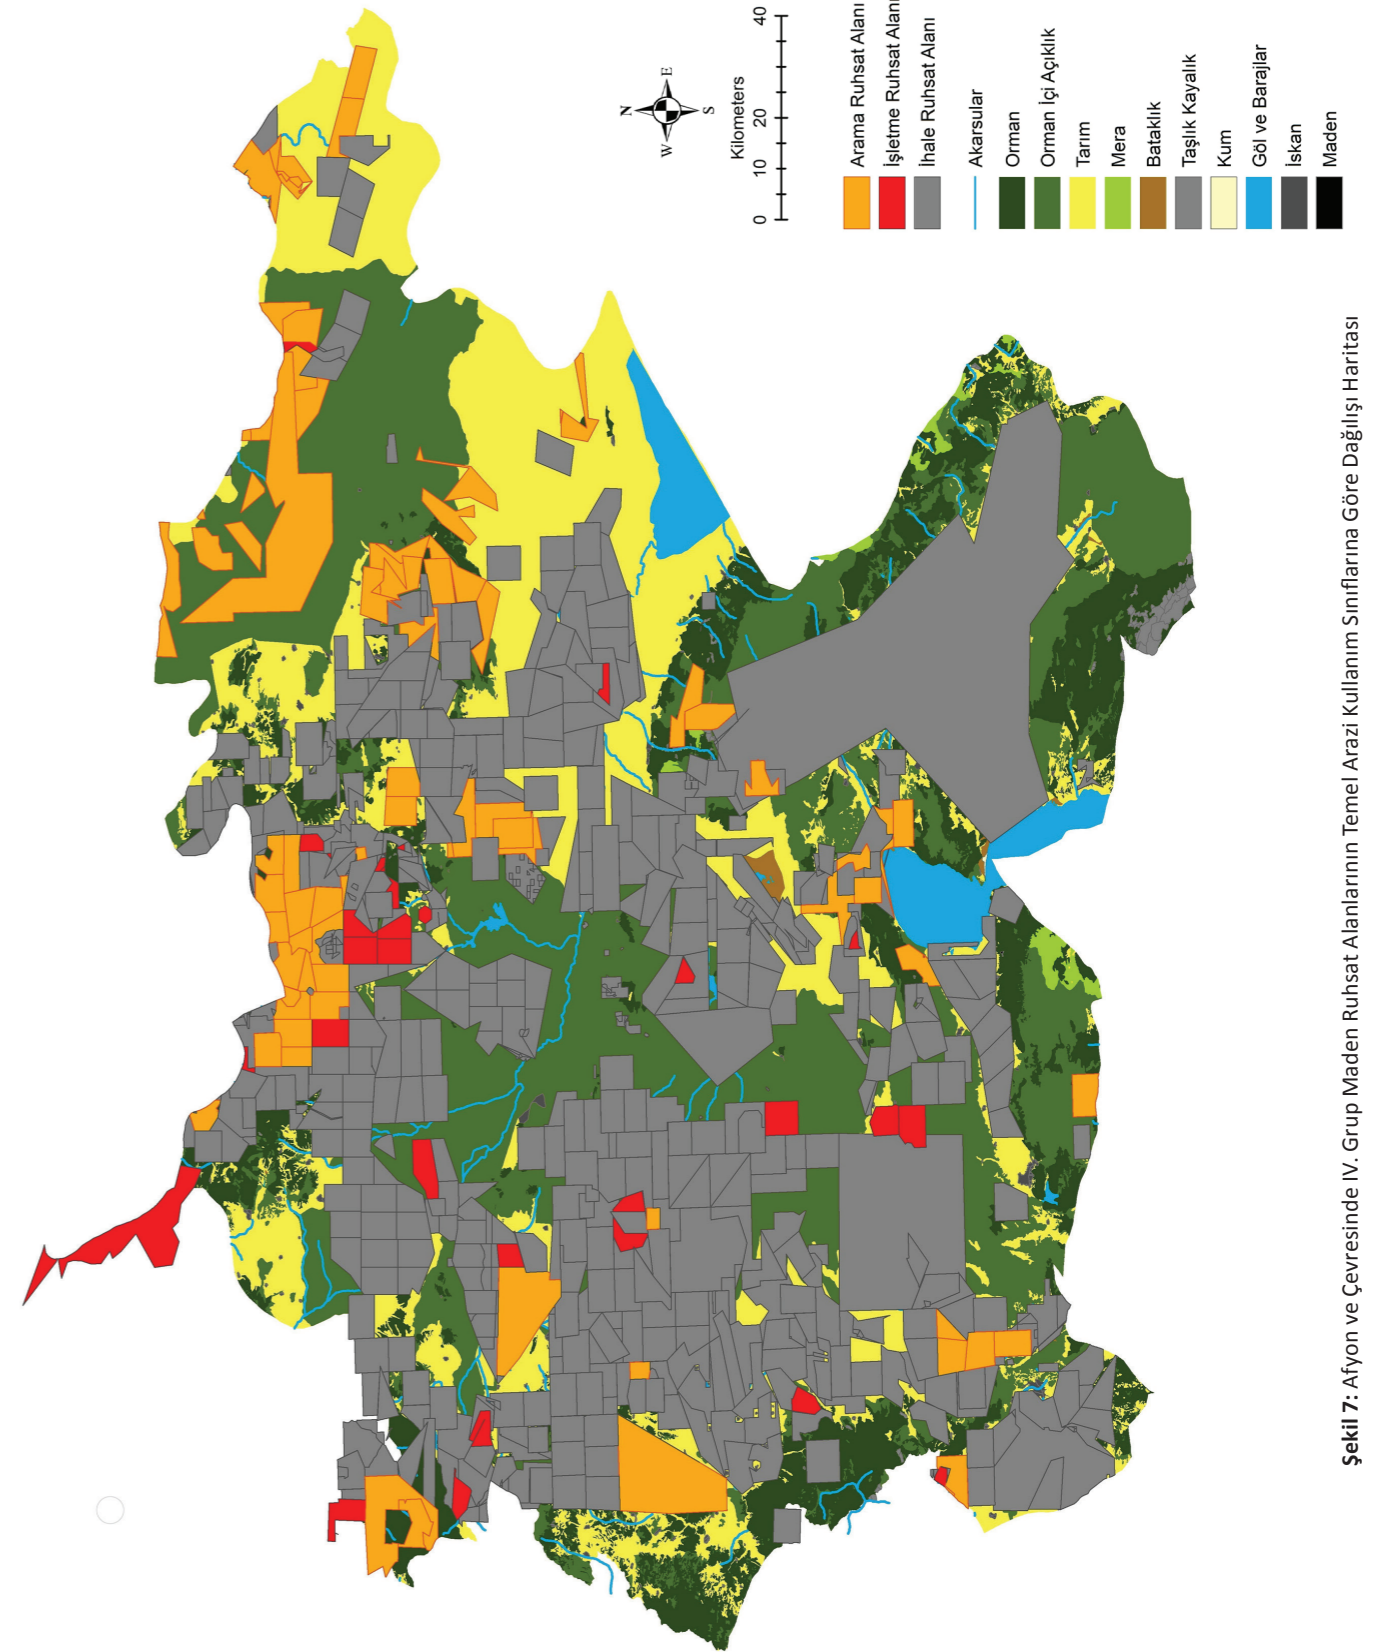 N
W
E
S
Kilometers
0 10 20 40
Arama Ruhsat Alanı
İşletme Ruhsat Alanı
İhale Ruhsat Alanı
Akarsular
Orman
Orman İçi Açıklık
Tarım
Mera
Bataklık
Taşlık Kayalık
Kum
Göl ve Barajlar
İskan
Maden
Şekil 7: Afyon ve Çevresinde IV. Grup Maden Ruhsat Alanlarının Temel Arazi Kullanım Sınıflarına Göre Dağılışı Haritası